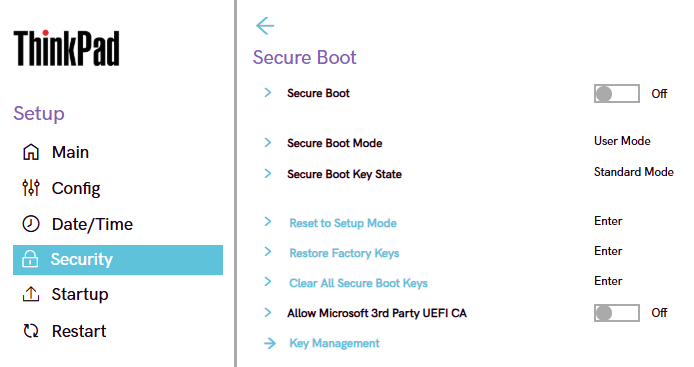 ThinkPad
Setup
Main
Config
Date/Time
Security
Startup
Restart
Secure Boot
Secure Boot Off
Secure Boot Mode User Mode
Secure Boot Key State Standard Mode
Reset to Setup Mode Enter
Restore Factory Keys Enter
Clear All Secure Boot Keys Enter
Allow Microsoft 3rd Party UEFI CA Off
Key Management